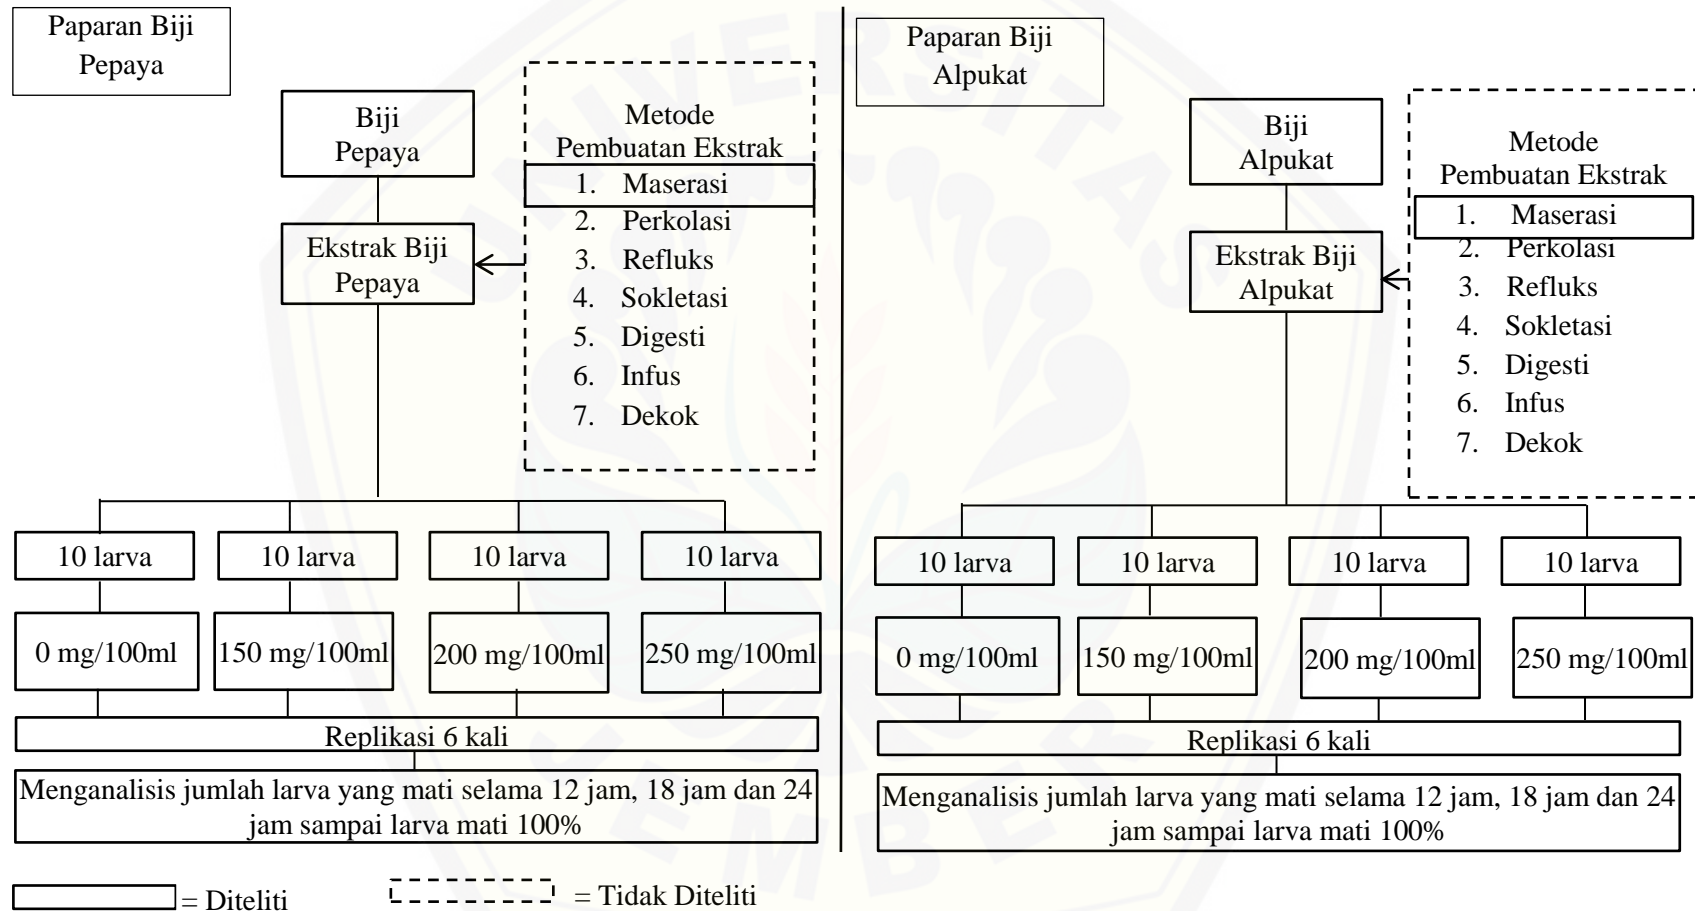 Paparan Biji
Pepaya
Biji
Pepaya
Metode
Pembuatan Ekstrak
1. Maserasi
2. Perkolasi
3. Refluks
4. Sokletasi
5. Digesti
6. Infus
7. Dekok
Ekstrak Biji
Pepaya
10 larva
10 larva
10 larva
10 larva
0 mg/100ml
150 mg/100ml
200 mg/100ml
250 mg/100ml
Replikasi 6 kali
Menganalisis jumlah larva yang mati selama 12 jam, 18 jam dan 24
jam sampai larva mati 100%
Paparan Biji
Alpukat
Biji
Alpukat
Metode
Pembuatan Ekstrak
1. Maserasi
2. Perkolasi
3. Refluks
4. Sokletasi
5. Digesti
6. Infus
7. Dekok
Ekstrak Biji
Alpukat
10 larva
10 larva
10 larva
10 larva
0 mg/100ml
150 mg/100ml
200 mg/100ml
250 mg/100ml
Replikasi 6 kali
Menganalisis jumlah larva yang mati selama 12 jam, 18 jam dan 24
jam sampai larva mati 100%
= Diteliti
= Tidak Diteliti
UNIVERSITAS
JEMBER